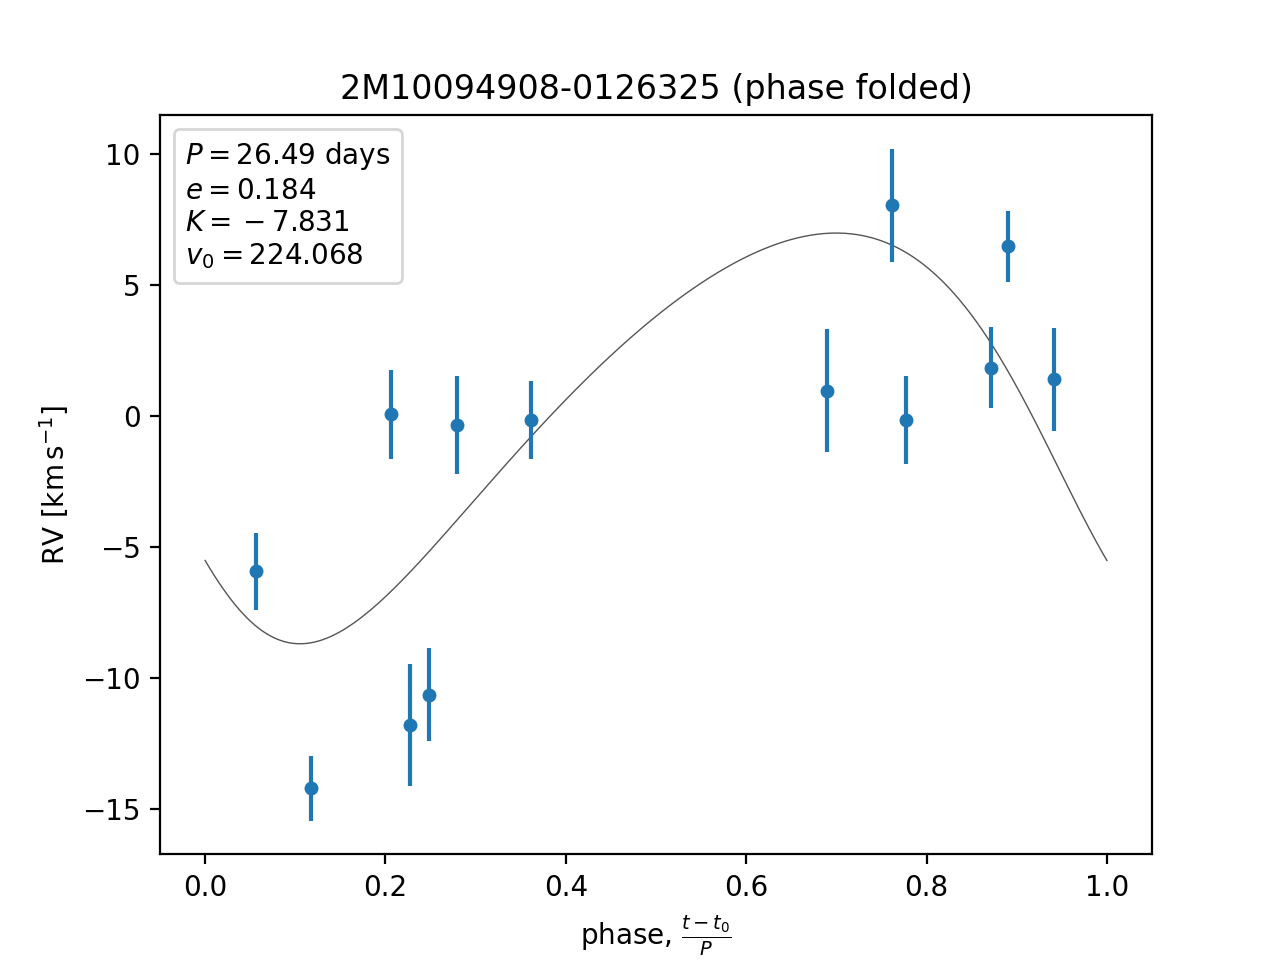 2M10094908-0126325 (phase folded)
P = 26.49 days
e = 0.184
K = −7.831
v₀ = 224.068
RV [km s⁻¹]
10
5
0
−5
−10
−15
0.0 0.2 0.4 0.6 0.8 1.0
phase, (t − t₀)/P